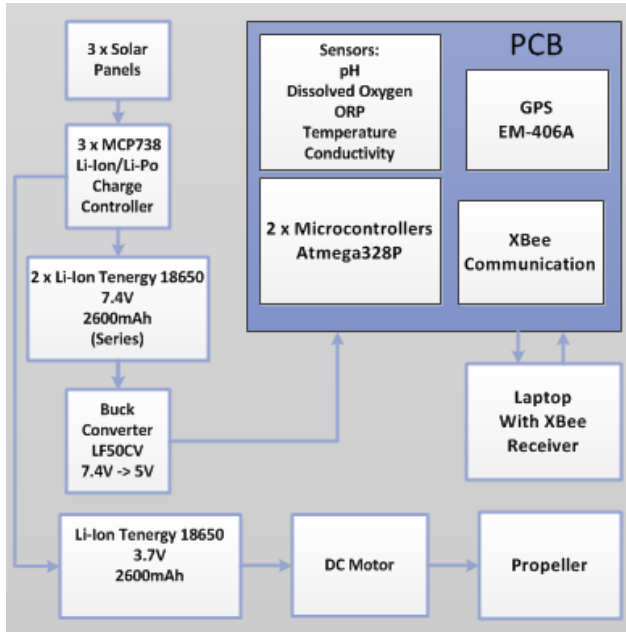 3 x Solar
Panels
3 x MCP738
Li-Ion/Li-Po
Charge
Controller
2 x Li-Ion Tenergy 18650
7.4V
2600mAh
(Series)
Buck
Converter
LF50CV
7.4V -> 5V
PCB
Sensors:
pH
Dissolved Oxygen
ORP
Temperature
Conductivity
GPS
EM-406A
2 x Microcontrollers
Atmega328P
XBee
Communication
Laptop
With XBee
Receiver
Li-Ion Tenergy 18650
3.7V
2600mAh
DC Motor
Propeller